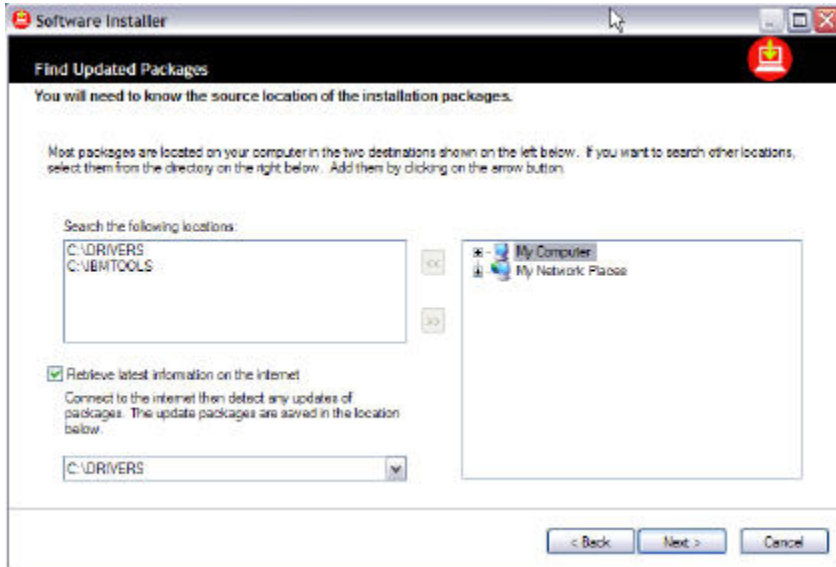 Software Installer
Find Updated Packages
You will need to know the source location of the installation packages.
Most packages are located on your computer in the two destinations shown on the left below. If you want to search other locations,
select them from the directory on the right below. Add them by clicking on the arrow button.
Search the following locations:
C:\DRIVERS
C:\IBMTOOLS
<<
>>
My Computer
My Network Places
Retrieve latest information on the internet
Connect to the internet then detect any updates of
packages. The update packages are saved in the location
below.
C:\DRIVERS
< Back
Next >
Cancel